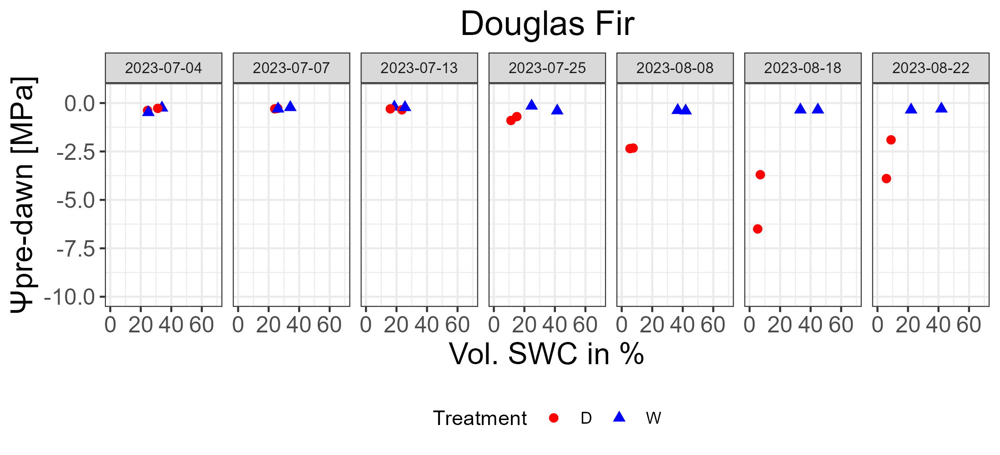 Douglas Fir
2023-07-04 2023-07-07 2023-07-13 2023-07-25 2023-08-08 2023-08-18 2023-08-22
Ψpre-dawn [MPa]
0.0
-2.5
-5.0
-7.5
-10.0
0 20 40 60 0 20 40 60 0 20 40 60 0 20 40 60 0 20 40 60 0 20 40 60 0 20 40 60
Vol. SWC in %
Treatment D W